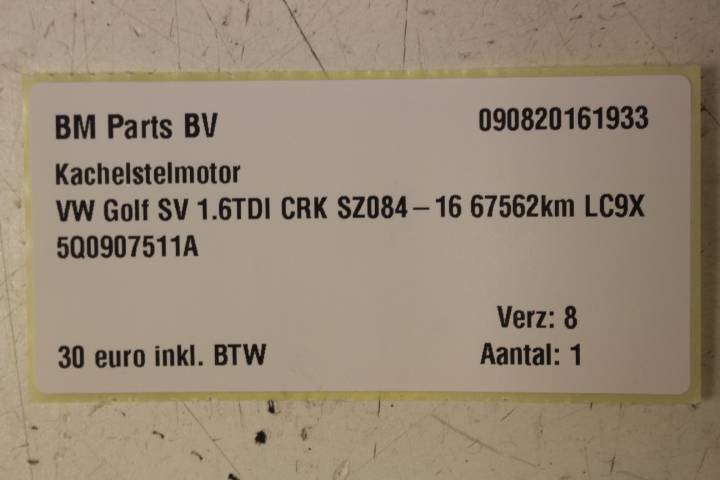 BM Parts BV 090820161933
Kachelstelmotor
VW Golf SV 1.6TDI CRK SZ084–16 67562km LC9X
5Q0907511A
Verz: 8
30 euro inkl. BTW Aantal: 1